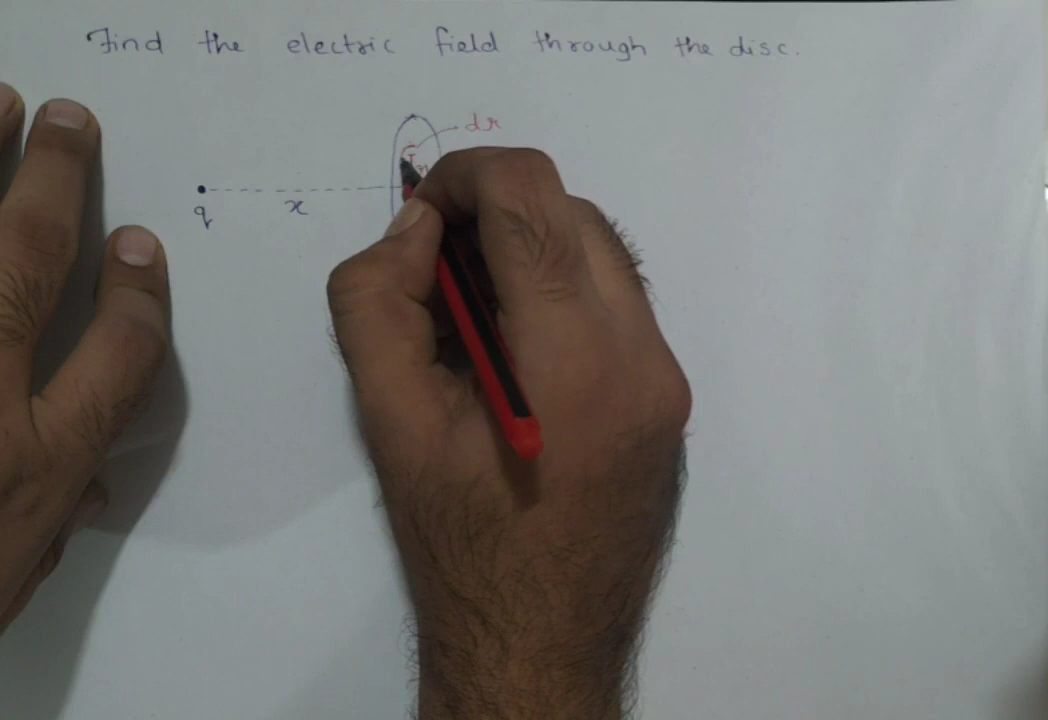 Find the electric field through the disc.
dr
r
q
x